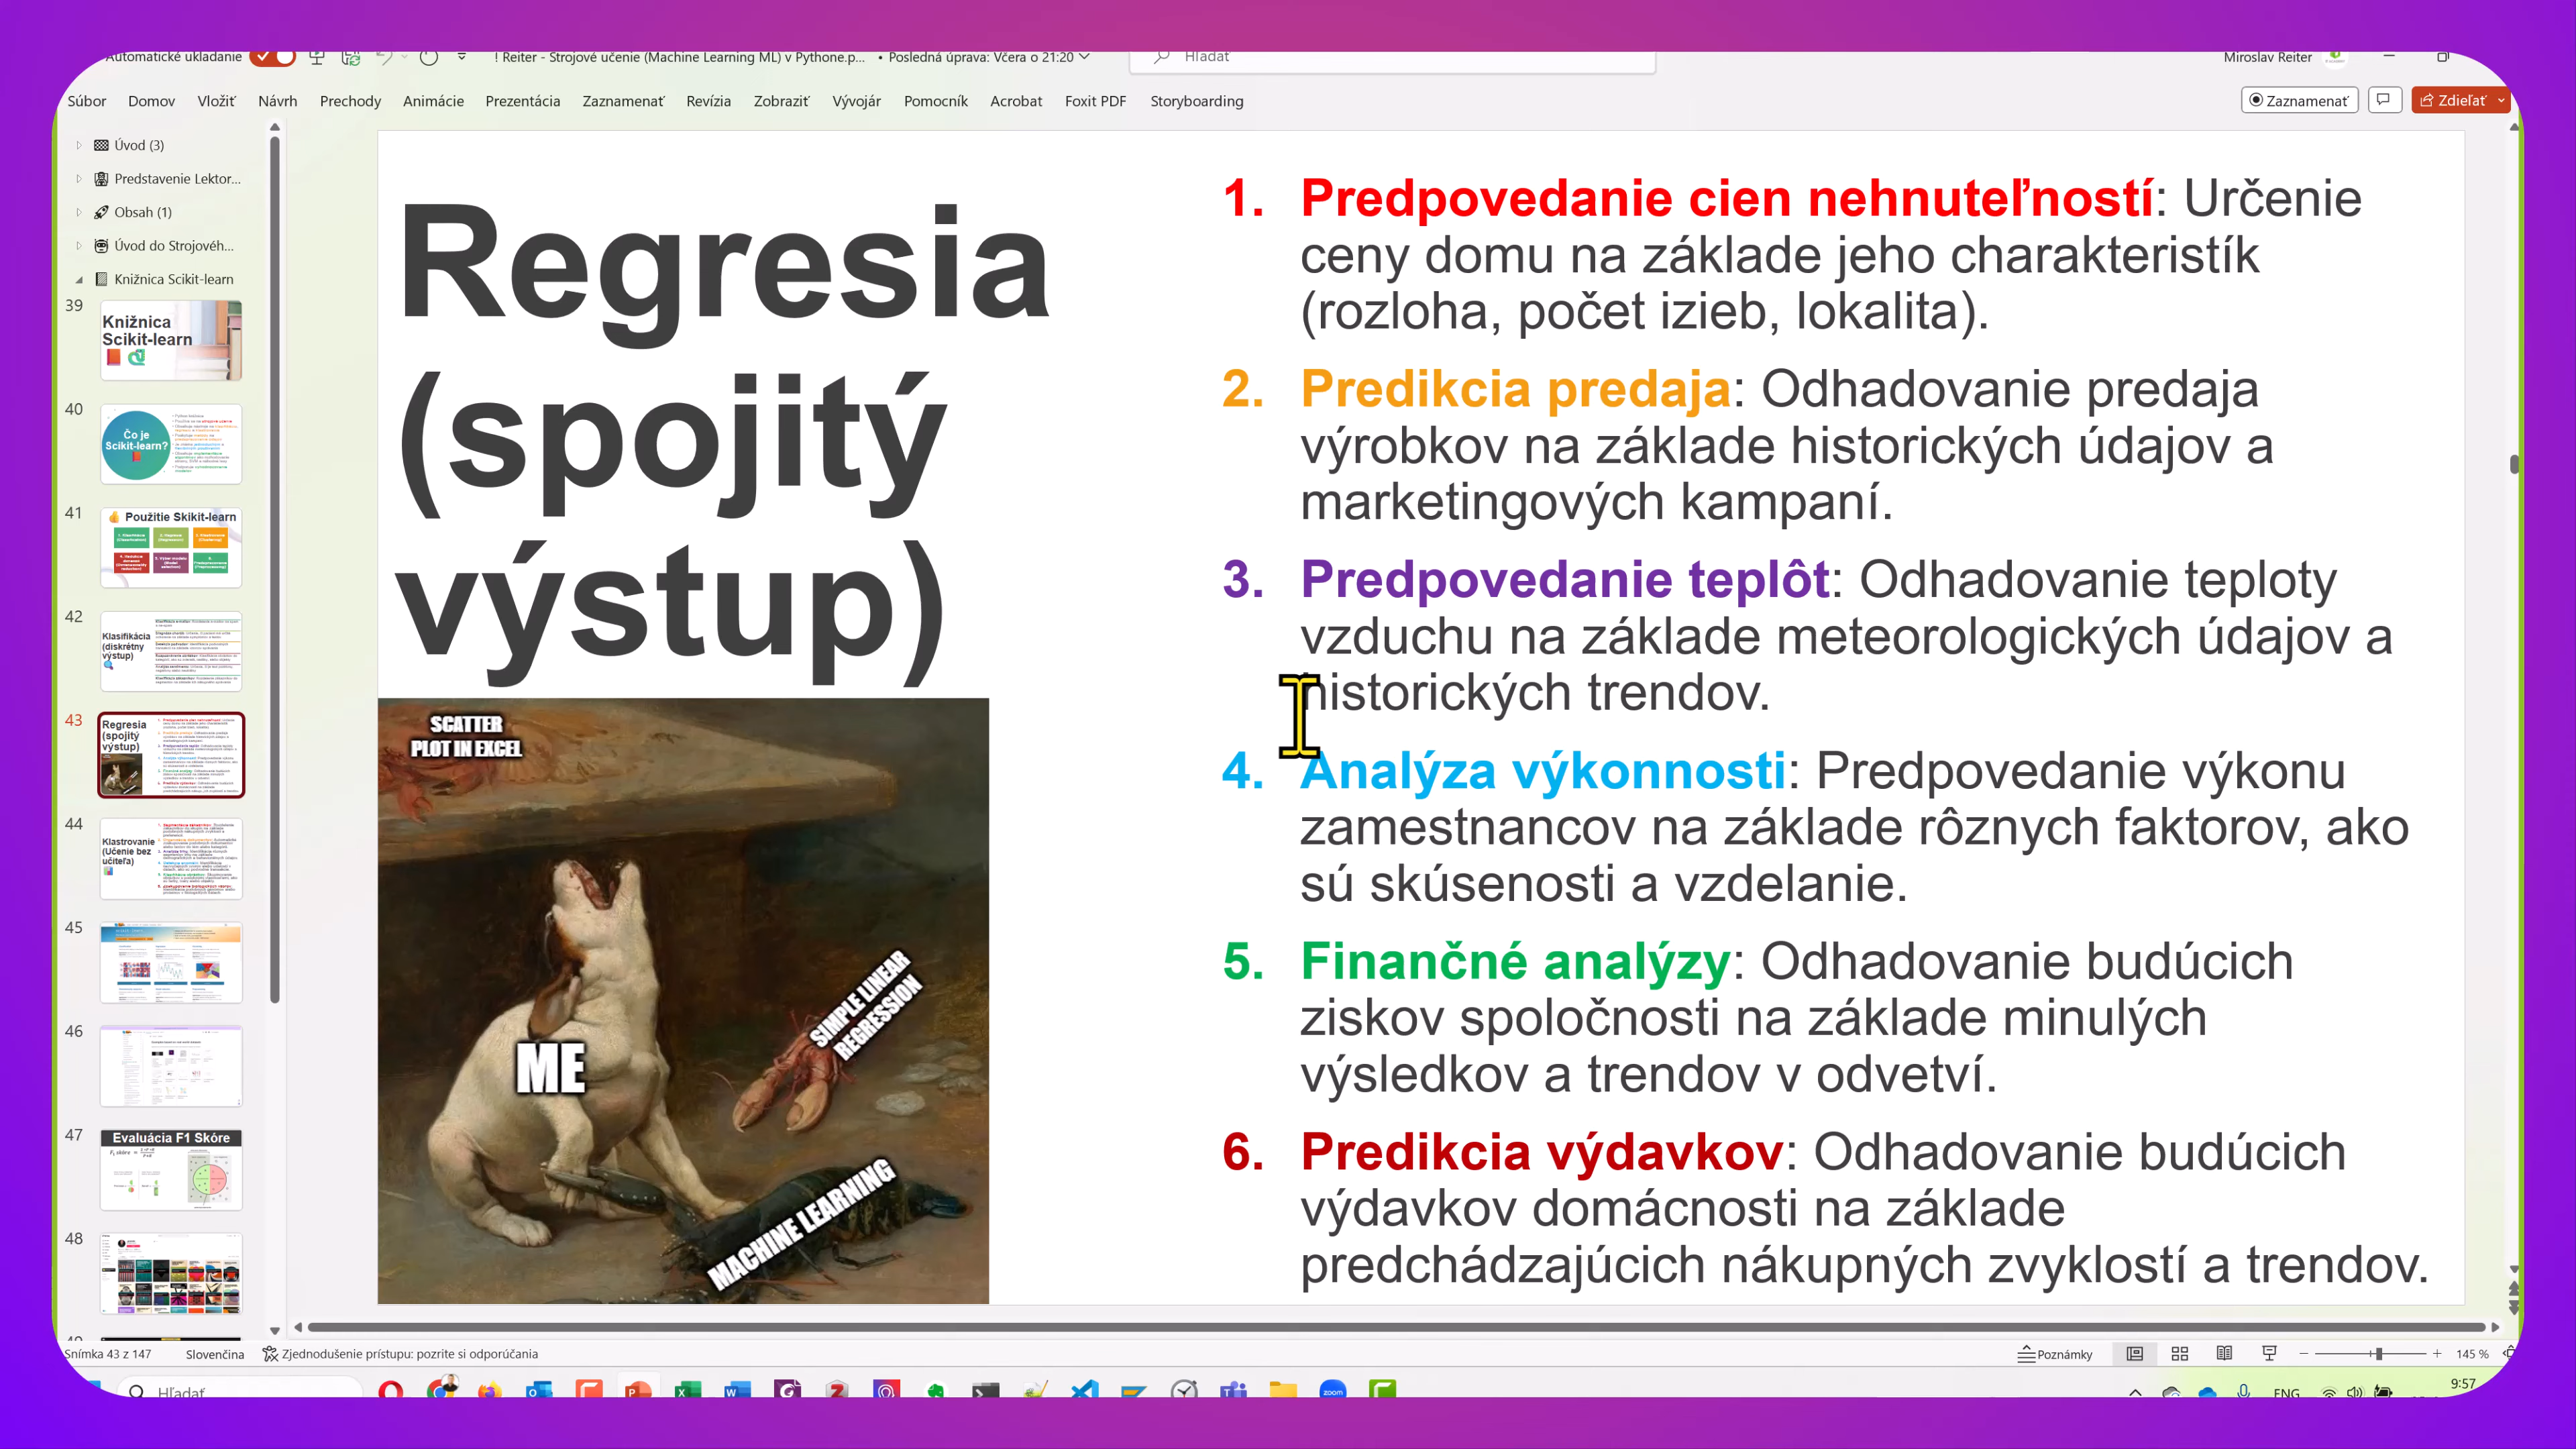 Automatické ukladanie
! Reiter - Strojové učenie (Machine Learning ML) v Pythone.p... • Posledná úprava: Včera o 21:20
Hľadať
Miroslav Reiter
Súbor Domov Vložiť Návrh Prechody Animácie Prezentácia Zaznamenať Revízia Zobraziť Vývojár Pomocník Acrobat Foxit PDF Storyboarding
Zaznamenať
Zdieľať
Úvod (3)
Predstavenie Lektor...
Obsah (1)
Úvod do Strojovéh...
Knižnica Scikit-learn
39
Knižnica
Scikit-learn
40
Čo je
Scikit-learn?
41
Použitie Skikit-learn
42
Klasifikácia
(diskrétny
výstup)
43
Regresia
(spojitý
výstup)
44
Klastrovanie
(Učenie bez
učiteľa)
45
46
47
Evaluácia F1 Skóre
48
49
Regresia
(spojitý
výstup)
SCATTER
PLOT IN EXCEL
ME
SIMPLE LINEAR
REGRESSION
MACHINE LEARNING
1. Predpovedanie cien nehnuteľností: Určenie
ceny domu na základe jeho charakteristík
(rozloha, počet izieb, lokalita).
2. Predikcia predaja: Odhadovanie predaja
výrobkov na základe historických údajov a
marketingových kampaní.
3. Predpovedanie teplôt: Odhadovanie teploty
vzduchu na základe meteorologických údajov a
historických trendov.
4. Analýza výkonnosti: Predpovedanie výkonu
zamestnancov na základe rôznych faktorov, ako
sú skúsenosti a vzdelanie.
5. Finančné analýzy: Odhadovanie budúcich
ziskov spoločnosti na základe minulých
výsledkov a trendov v odvetví.
6. Predikcia výdavkov: Odhadovanie budúcich
výdavkov domácnosti na základe
predchádzajúcich nákupných zvyklostí a trendov.
Snímka 43 z 147
Slovenčina
Zjednodušenie prístupu: pozrite si odporúčania
Poznámky
145 %
Hľadať
zoom
ENG
9:57